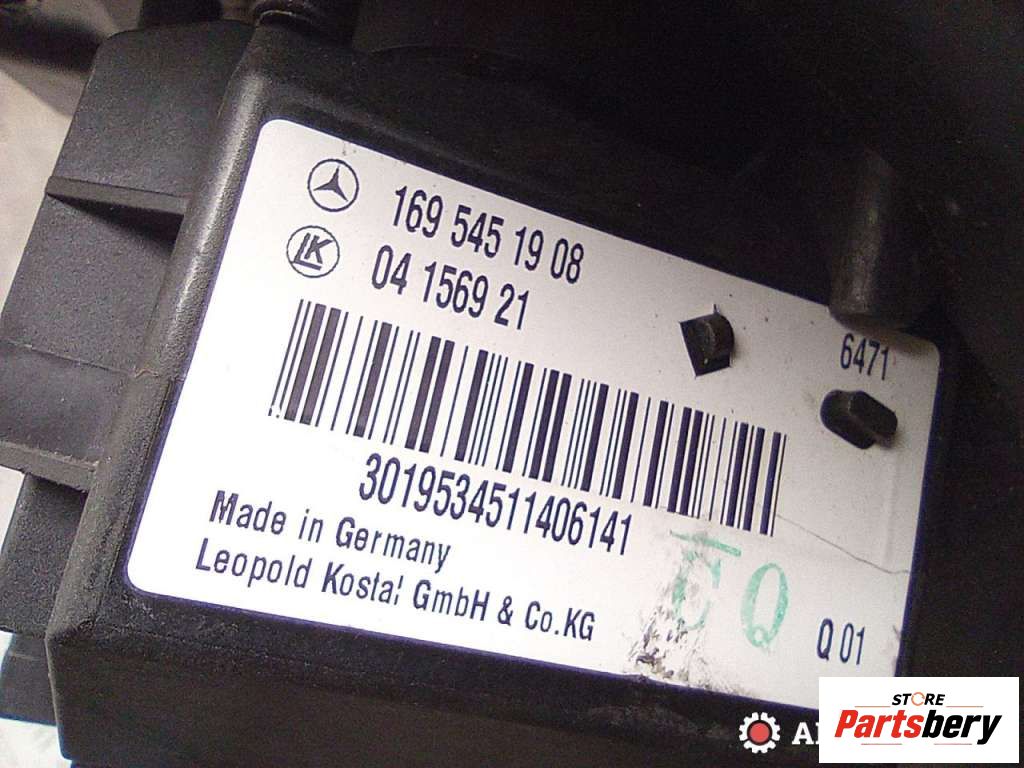 169 545 19 08
LK
04 1569 21
6471
3019534511406141
Made in Germany
Leopold Kostal GmbH & Co.KG
Q
Q 01
STORE
Partsbery